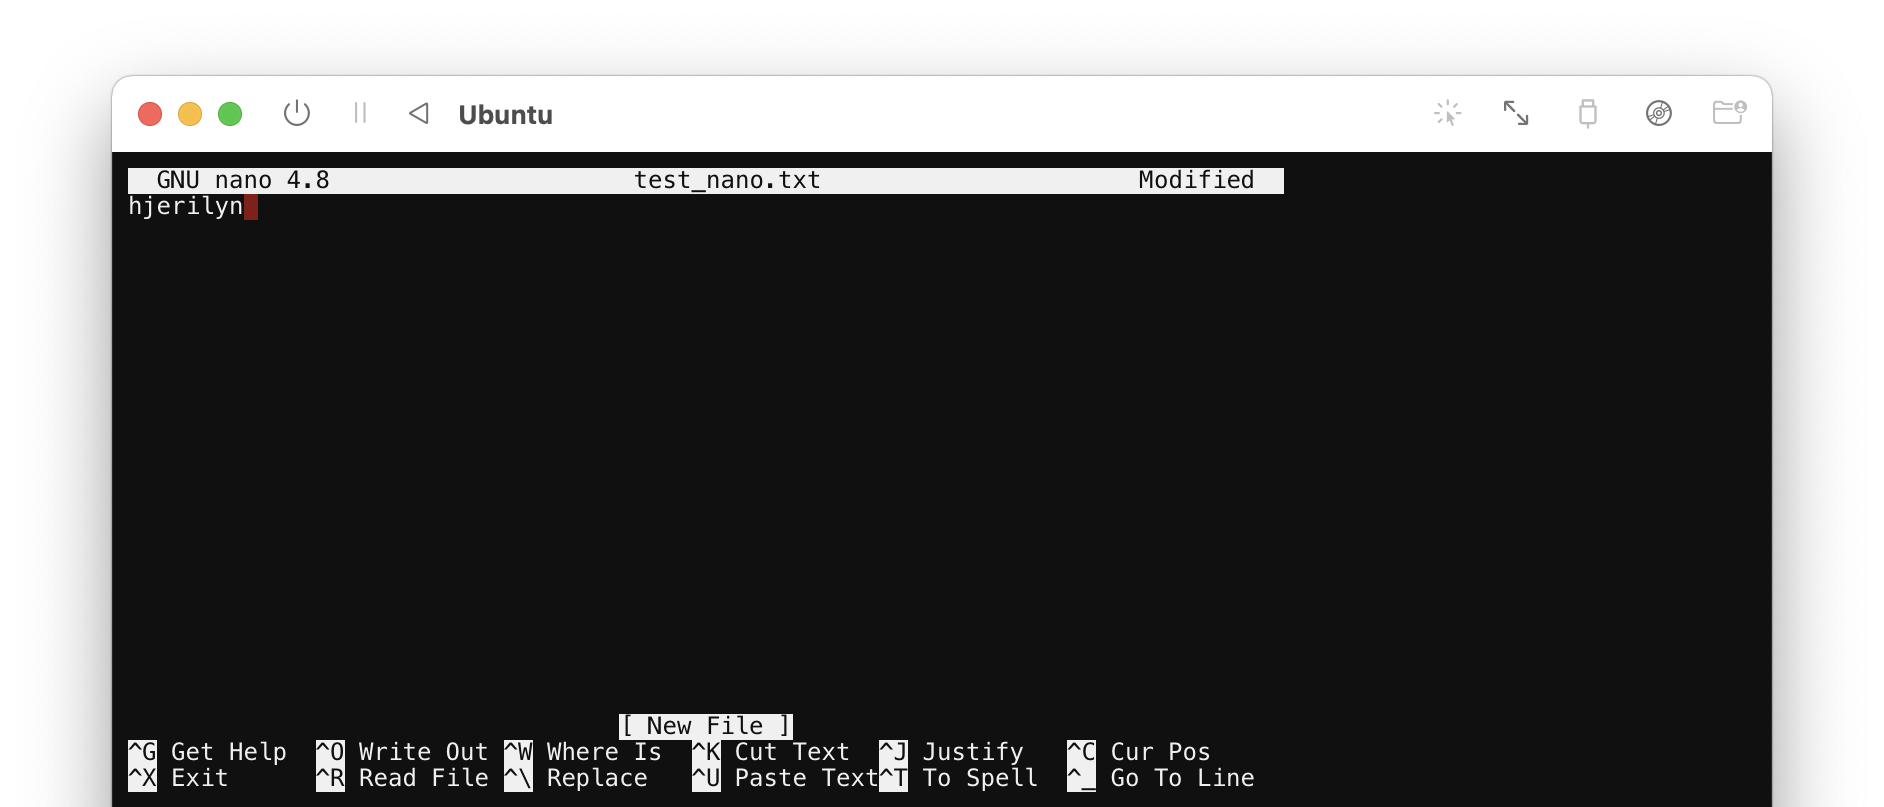 Ubuntu
GNU nano 4.8 test_nano.txt Modified
hjerilyn
[ New File ]
^G Get Help ^O Write Out ^W Where Is ^K Cut Text ^J Justify ^C Cur Pos
^X Exit ^R Read File ^\ Replace ^U Paste Text ^T To Spell ^_ Go To Line